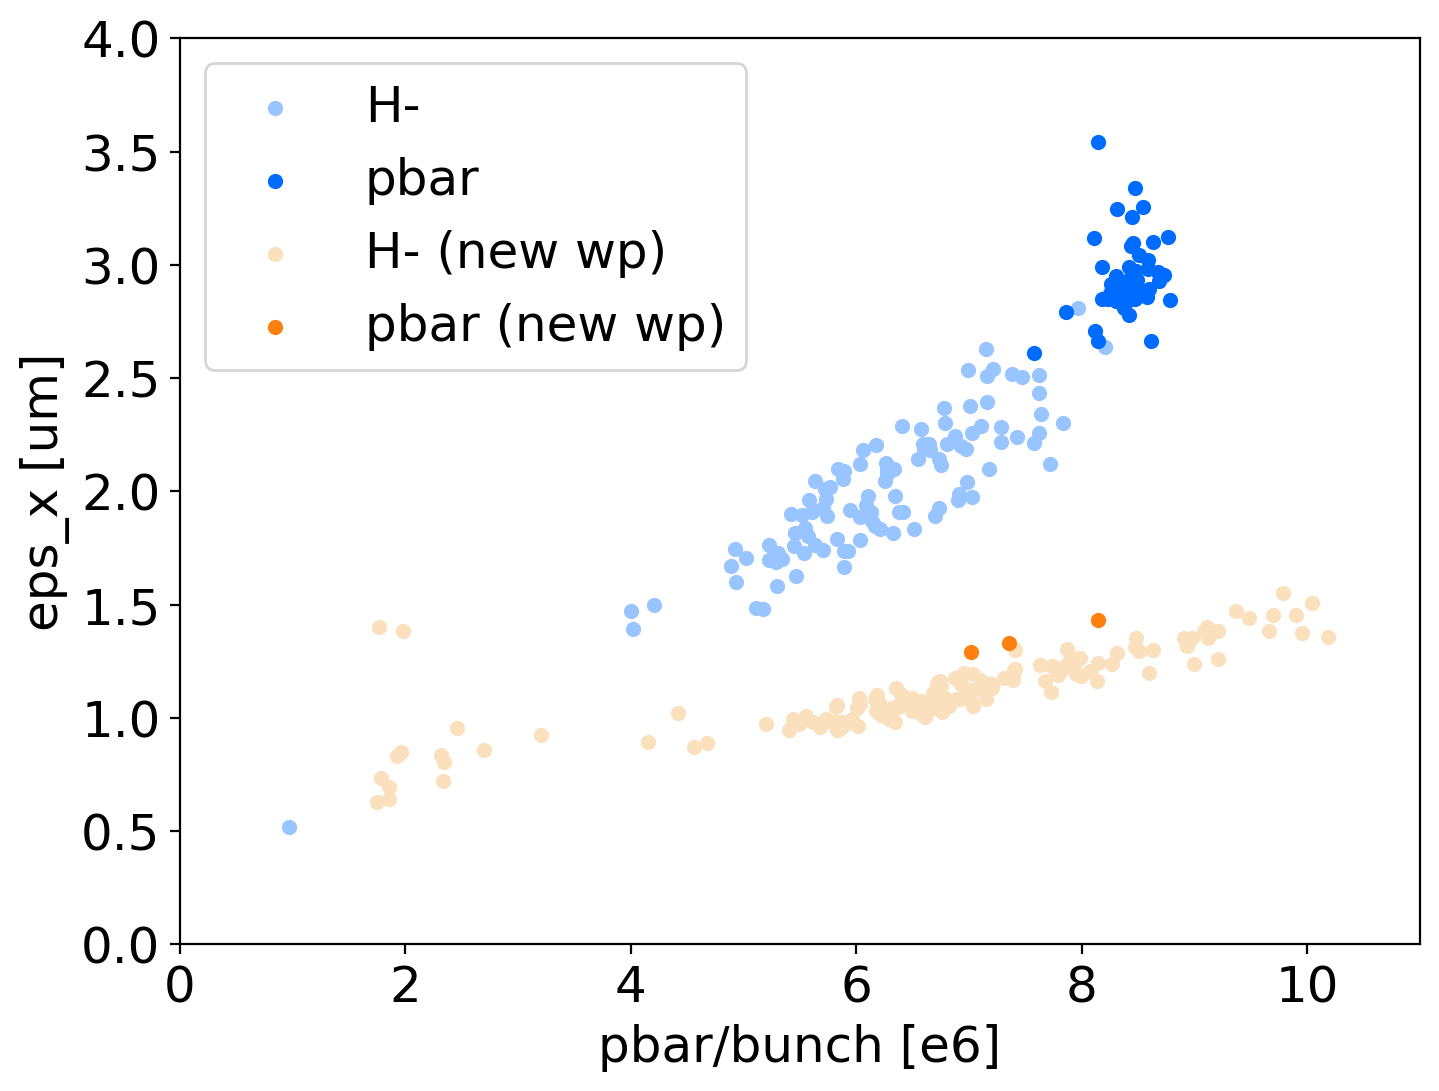 4.0
3.5
3.0
2.5
2.0
1.5
1.0
0.5
0.0
eps_x [um]
H-
pbar
H- (new wp)
pbar (new wp)
0 2 4 6 8 10
pbar/bunch [e6]